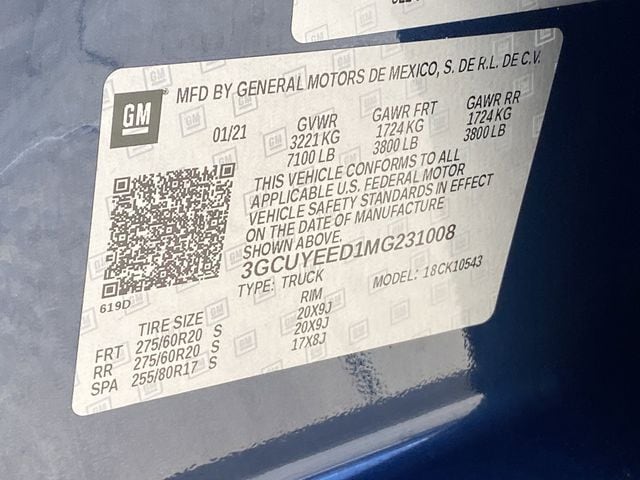 GM
MFD BY GENERAL MOTORS DE MEXICO, S. DE R.L. DE C.V.
01/21
GVWR
3221 KG
7100 LB
GAWR FRT
1724 KG
3800 LB
GAWR RR
1724 KG
3800 LB
THIS VEHICLE CONFORMS TO ALL
APPLICABLE U.S. FEDERAL MOTOR
VEHICLE SAFETY STANDARDS IN EFFECT
ON THE DATE OF MANUFACTURE
SHOWN ABOVE.
3GCUYEED1MG231008
TYPE: TRUCK
MODEL: 18CK10543
619D
TIRE SIZE RIM
FRT 275/60R20 S 20X9J
RR 275/60R20 S 20X9J
SPA 255/80R17 S 17X8J